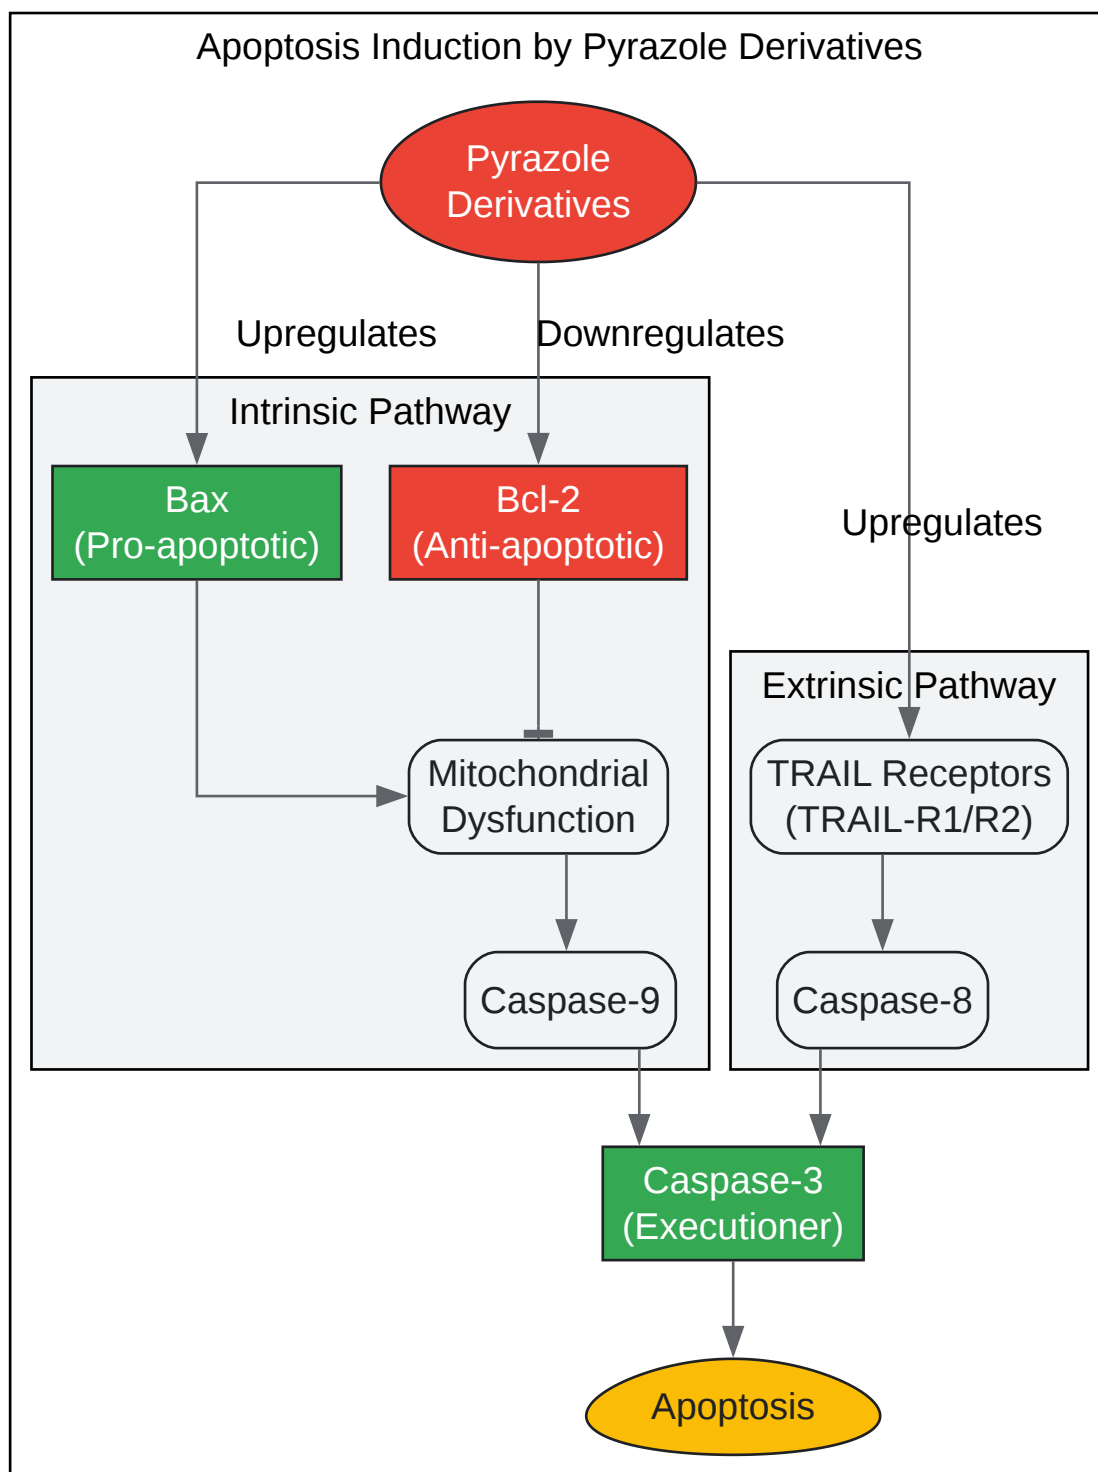 Apoptosis Induction by Pyrazole Derivatives
Pyrazole
Derivatives
Upregulates
Downregulates
Intrinsic Pathway
Bax
(Pro-apoptotic)
Bcl-2
(Anti-apoptotic)
Upregulates
Extrinsic Pathway
Mitochondrial
Dysfunction
TRAIL Receptors
(TRAIL-R1/R2)
Caspase-9
Caspase-8
Caspase-3
(Executioner)
Apoptosis